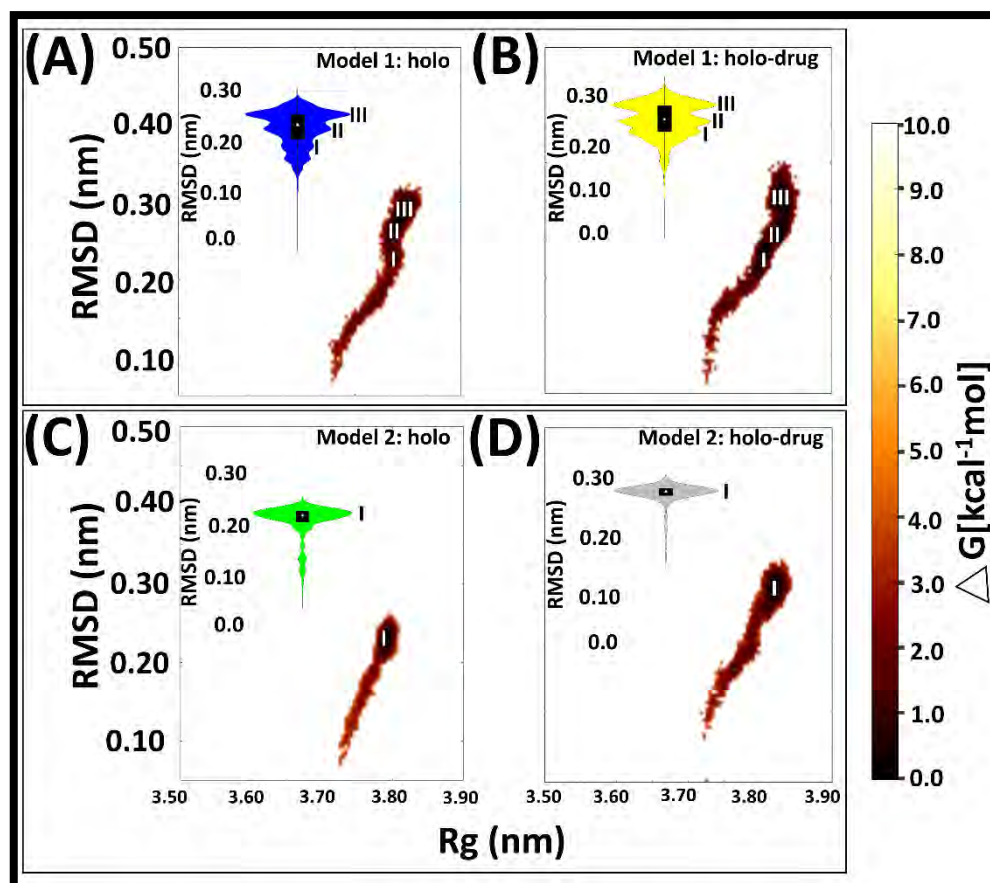 (A)
Model 1: holo
RMSD (nm)
0.50
0.40
0.30
0.20
0.10
RMSD (nm)
0.30
0.20
0.10
0.0
III
II
I
III
II
I
(B)
Model 1: holo-drug
RMSD (nm)
0.30
0.20
0.10
0.0
III
II
I
III
II
I
(C)
Model 2: holo
RMSD (nm)
0.50
0.40
0.30
0.20
0.10
RMSD (nm)
0.30
0.20
0.10
0.0
I
I
3.50 3.60 3.70 3.80 3.90
(D)
Model 2: holo-drug
RMSD (nm)
0.30
0.20
0.10
0.0
I
I
3.50 3.60 3.70 3.80 3.90
Rg (nm)
10.0
9.0
8.0
7.0
6.0
5.0
4.0
3.0
2.0
1.0
0.0
△ G[kcal⁻¹mol)